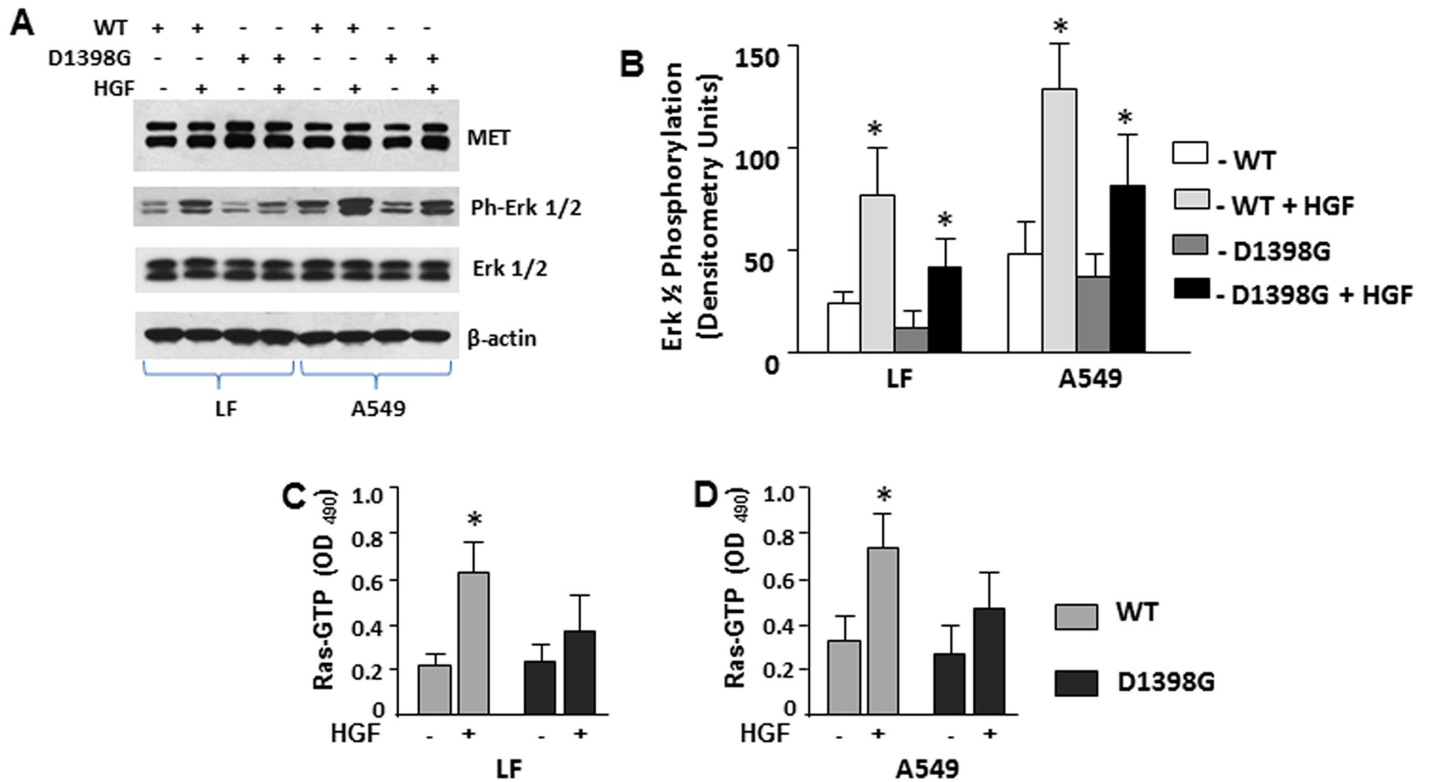 A
WT + + - - + + - -
D1398G - - + + - - + +
HGF - + - + - + - +
MET
Ph-Erk 1/2
Erk 1/2
β-actin
LF A549
B
Erk ½ Phosphorylation
(Densitometry Units)
150
100
50
0
* * * *
LF A549
- WT
- WT + HGF
- D1398G
- D1398G + HGF
C
Ras-GTP (OD 490)
1.0
0.8
0.6
0.4
0.2
0
*
HGF - + - +
LF
D
Ras-GTP (OD 490)
1.0
0.8
0.6
0.4
0.2
0
*
HGF - + - +
A549
WT
D1398G